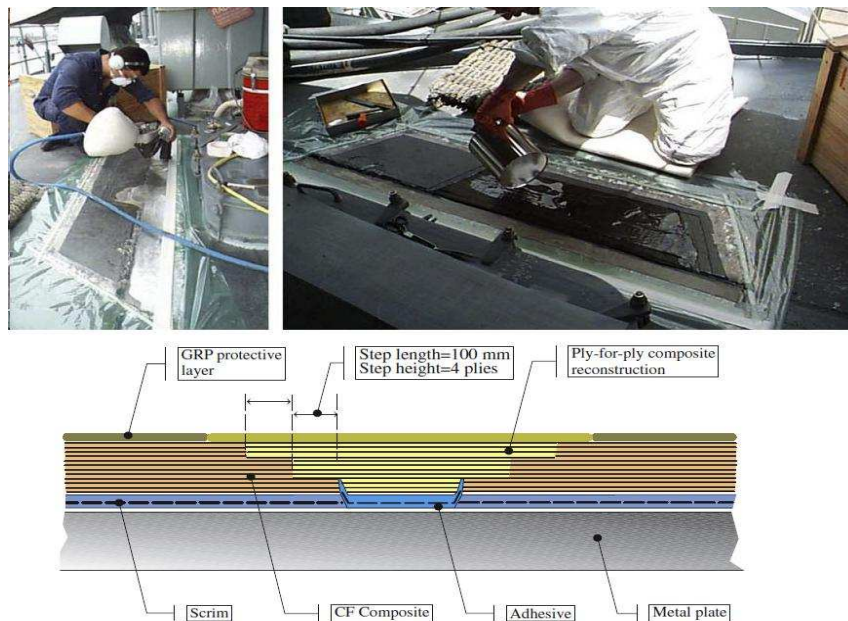 GRP protective
layer
Step length=100 mm
Step height=4 plies
Ply-for-ply composite
reconstruction
Scrim
CF Composite
Adhesive
Metal plate